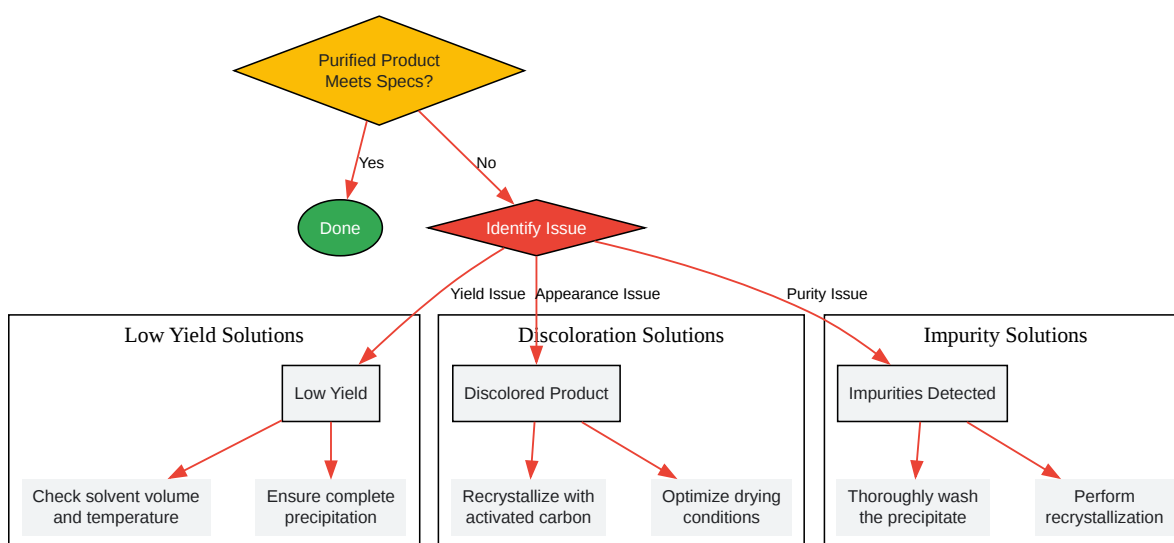 Purified Product
Meets Specs?
Yes
No
Done
Identify Issue
Yield Issue
Appearance Issue
Purity Issue
Low Yield Solutions
Discoloration Solutions
Impurity Solutions
Low Yield
Discolored Product
Impurities Detected
Check solvent volume
and temperature
Ensure complete
precipitation
Recrystallize with
activated carbon
Optimize drying
conditions
Thoroughly wash
the precipitate
Perform
recrystallization